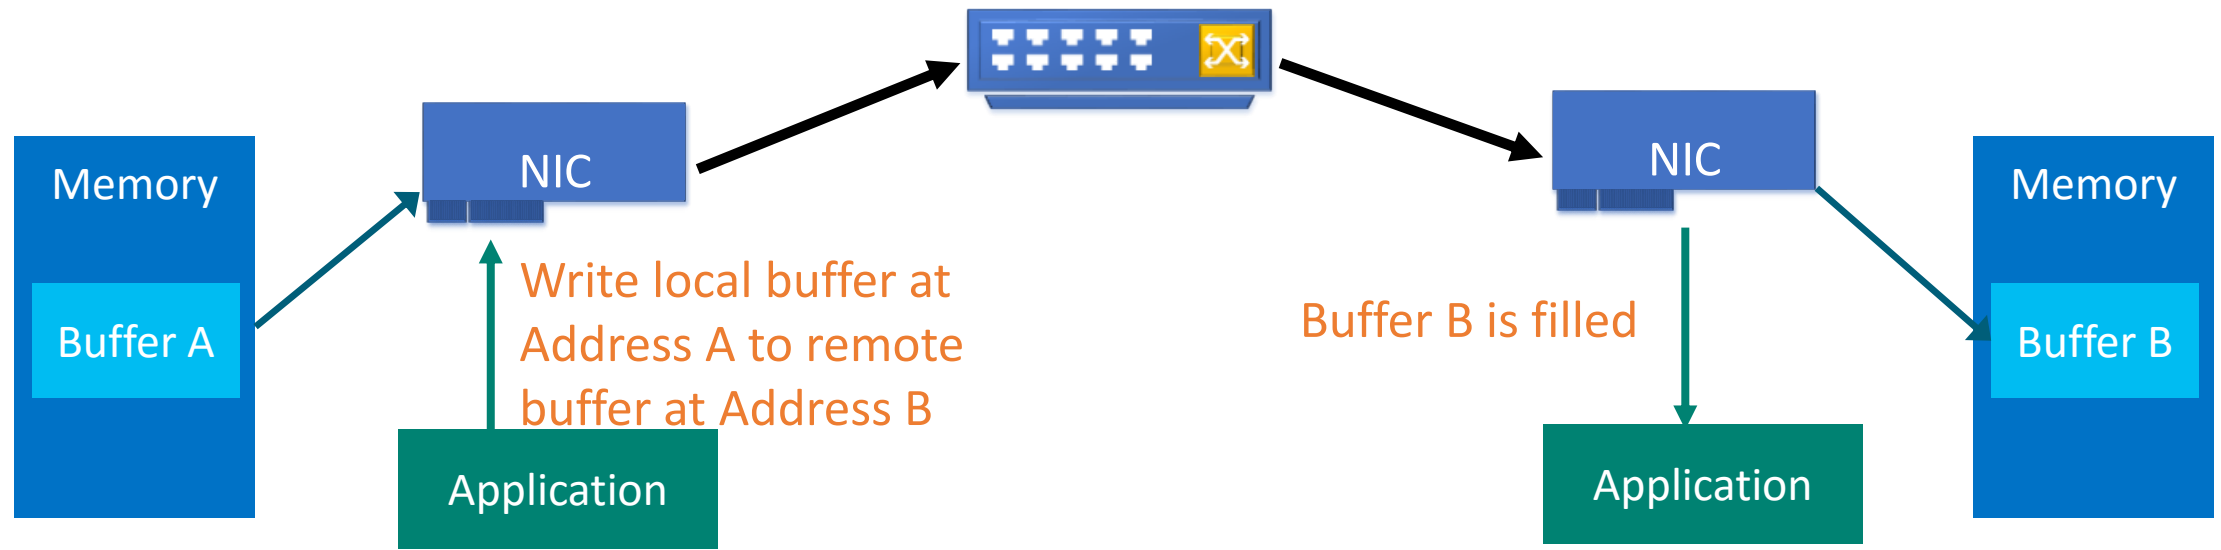 Memory
Buffer A
NIC
Write local buffer at
Address A to remote
buffer at Address B
Application
NIC
Buffer B is filled
Application
Memory
Buffer B